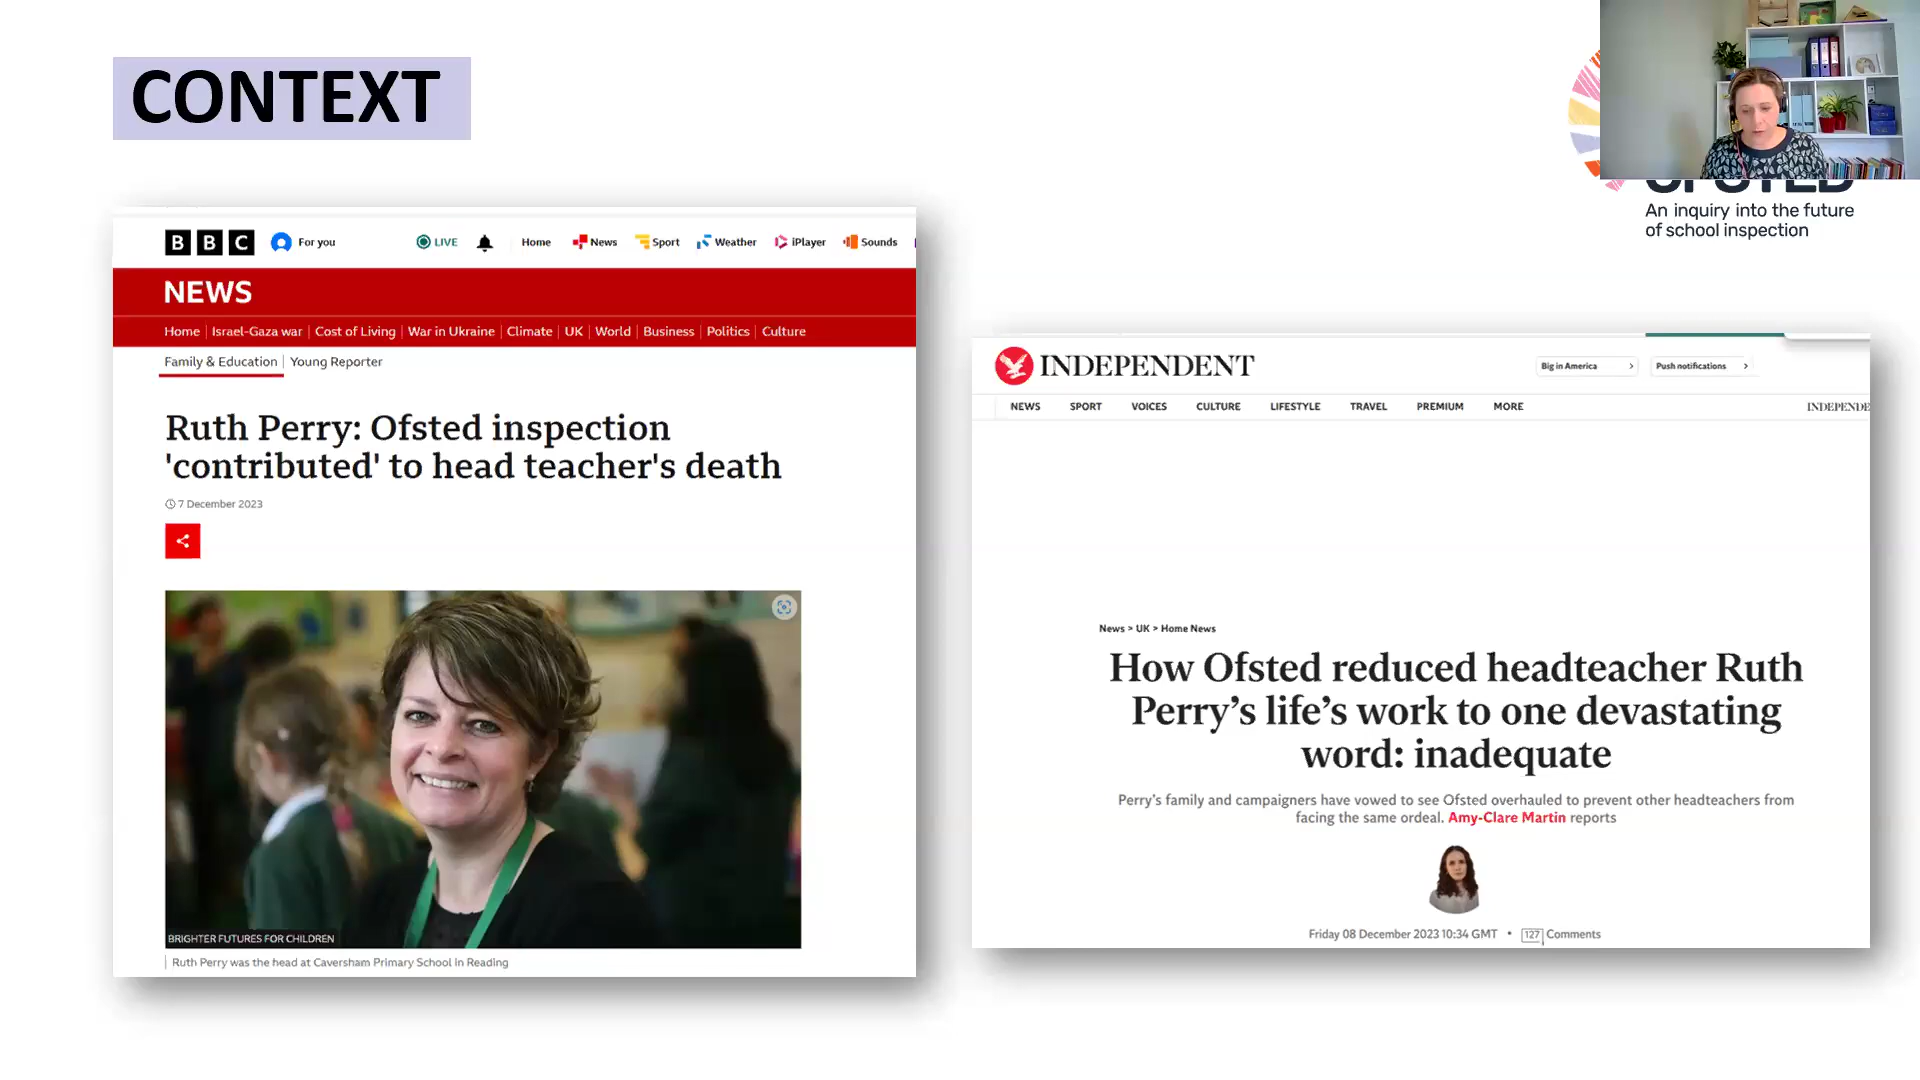 CONTEXT
An inquiry into the future
of school inspection
BBC
For you
LIVE
Home
News
Sport
Weather
iPlayer
Sounds
NEWS
Home
Israel-Gaza war
Cost of Living
War in Ukraine
Climate
UK
World
Business
Politics
Culture
Family & Education
Young Reporter
Ruth Perry: Ofsted inspection
'contributed' to head teacher's death
7 December 2023
BRIGHTER FUTURES FOR CHILDREN
Ruth Perry was the head at Caversham Primary School in Reading
INDEPENDENT
Big in America
Push notifications
NEWS
SPORT
VOICES
CULTURE
LIFESTYLE
TRAVEL
PREMIUM
MORE
INDEPENDE
News > UK > Home News
How Ofsted reduced headteacher Ruth
Perry’s life’s work to one devastating
word: inadequate
Perry’s family and campaigners have vowed to see Ofsted overhauled to prevent other headteachers from
facing the same ordeal. Amy-Clare Martin reports
Friday 08 December 2023 10:34 GMT • 127 Comments